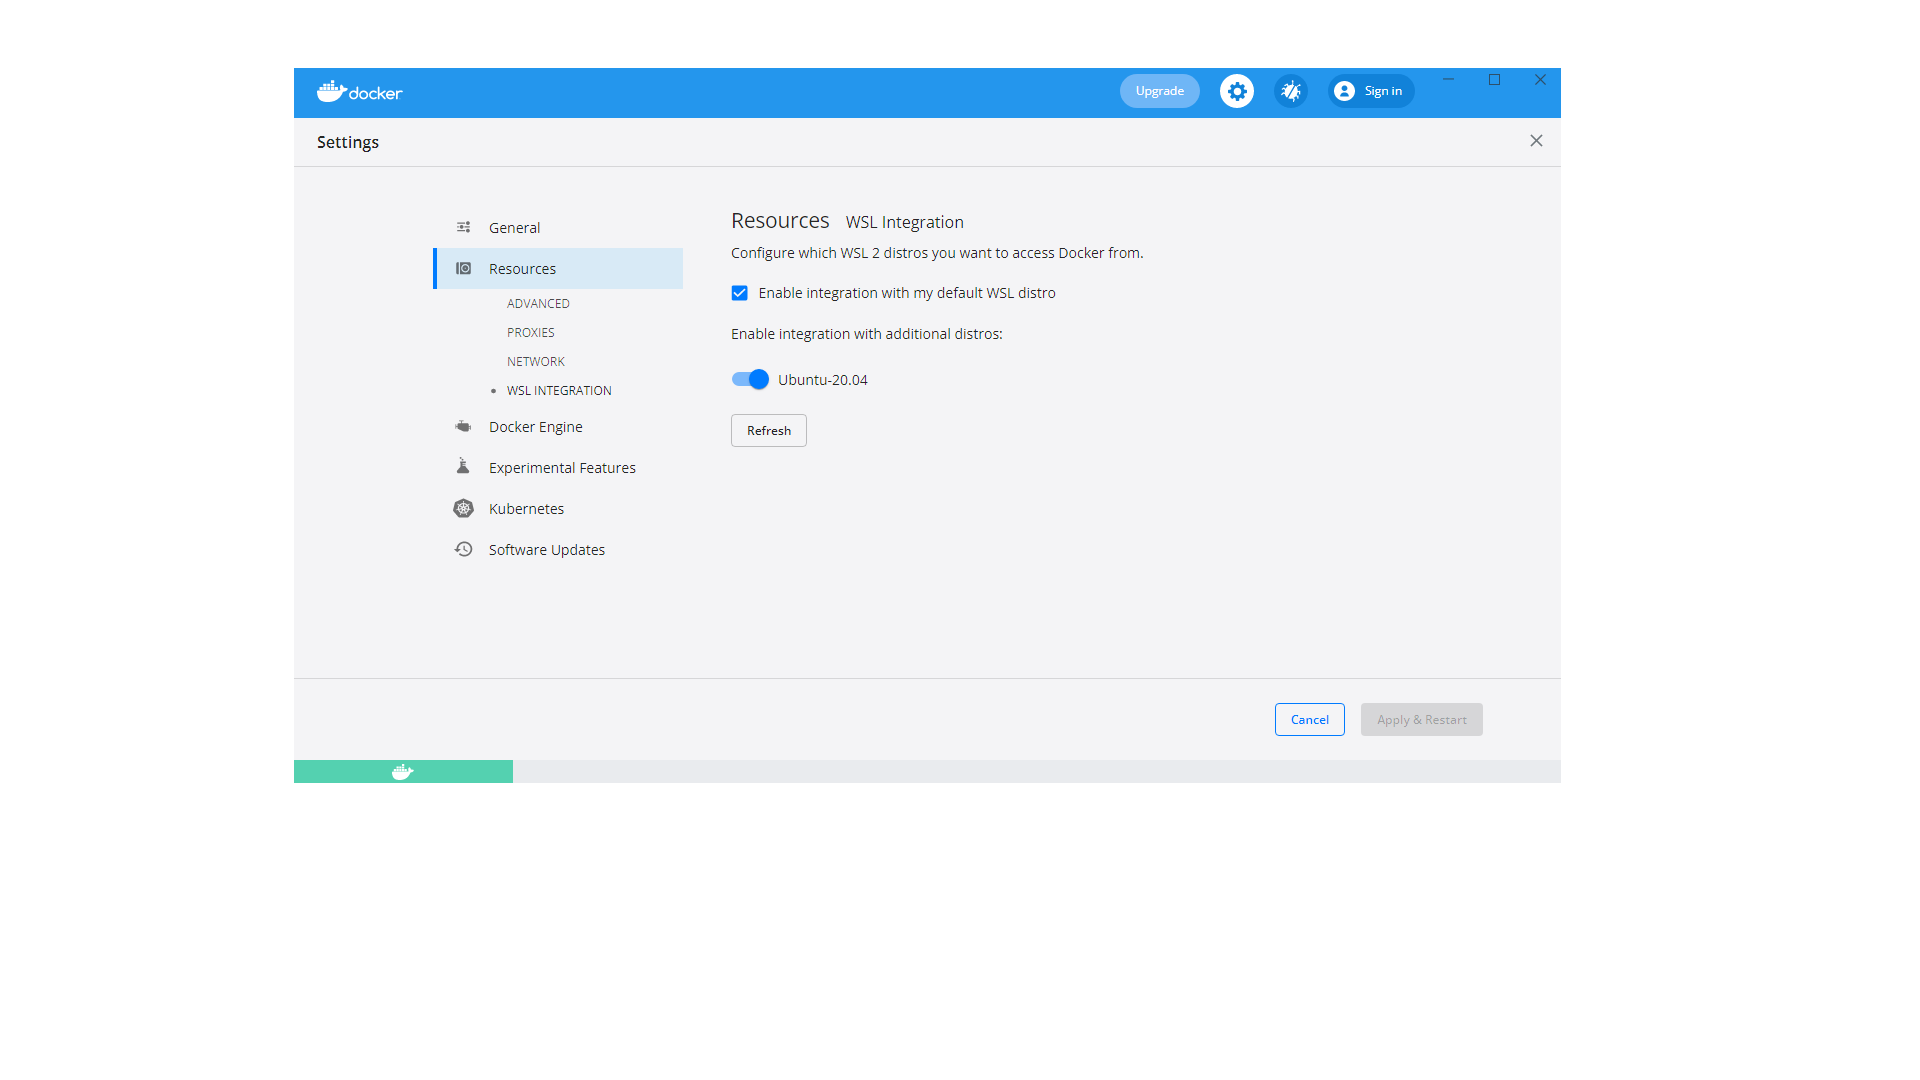 docker
Upgrade
Sign in
Settings
General
Resources
ADVANCED
PROXIES
NETWORK
WSL INTEGRATION
Docker Engine
Experimental Features
Kubernetes
Software Updates
Resources WSL Integration
Configure which WSL 2 distros you want to access Docker from.
Enable integration with my default WSL distro
Enable integration with additional distros:
Ubuntu-20.04
Refresh
Cancel
Apply & Restart